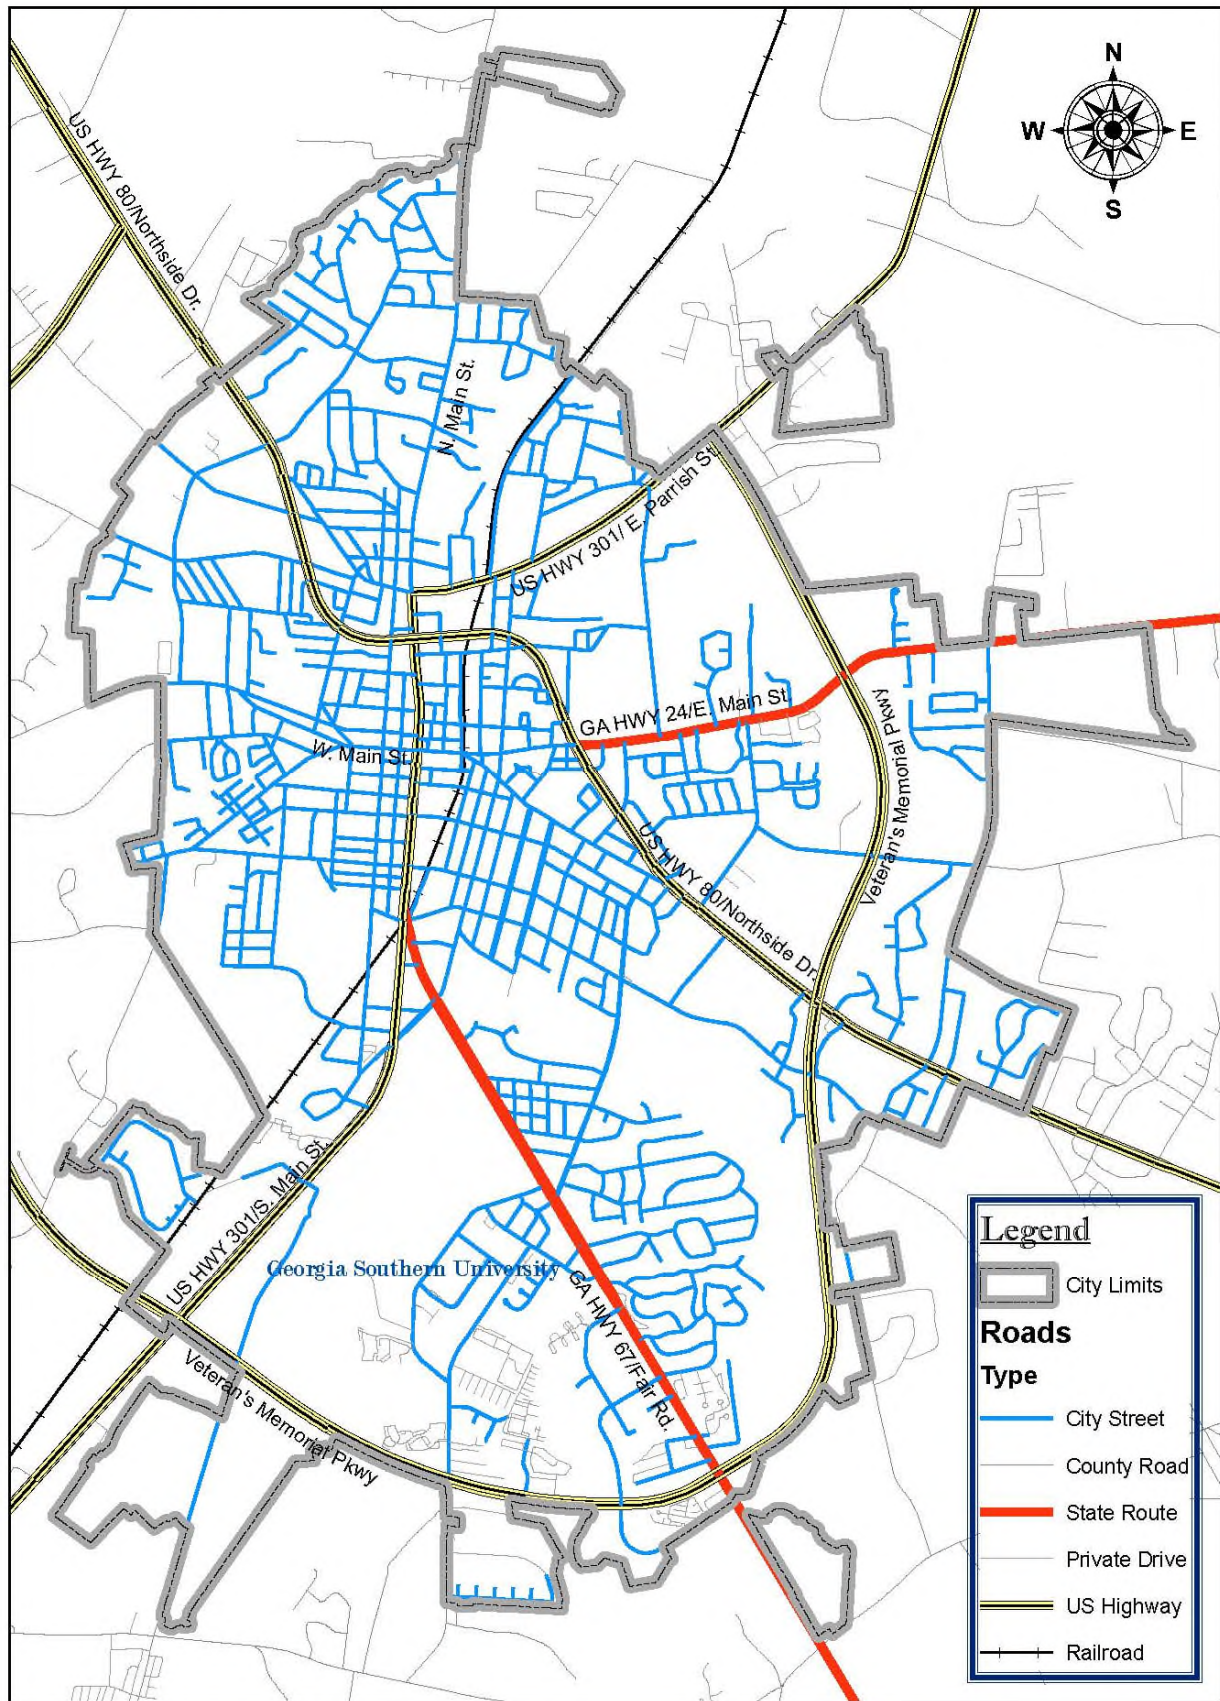 N
W E
S
US HWY 80/Northside Dr.
N. Main St.
US HWY 301/ E. Parrish St.
GA HWY 24/E. Main St.
W. Main St.
Veteran's Memorial Pkwy
US HWY 80/Northside Dr.
US HWY 301/S. Main St.
Georgia Southern University
GA HWY 67/Fair Rd.
Veteran's Memorial Pkwy
Legend
City Limits
Roads
Type
City Street
County Road
State Route
Private Drive
US Highway
Railroad